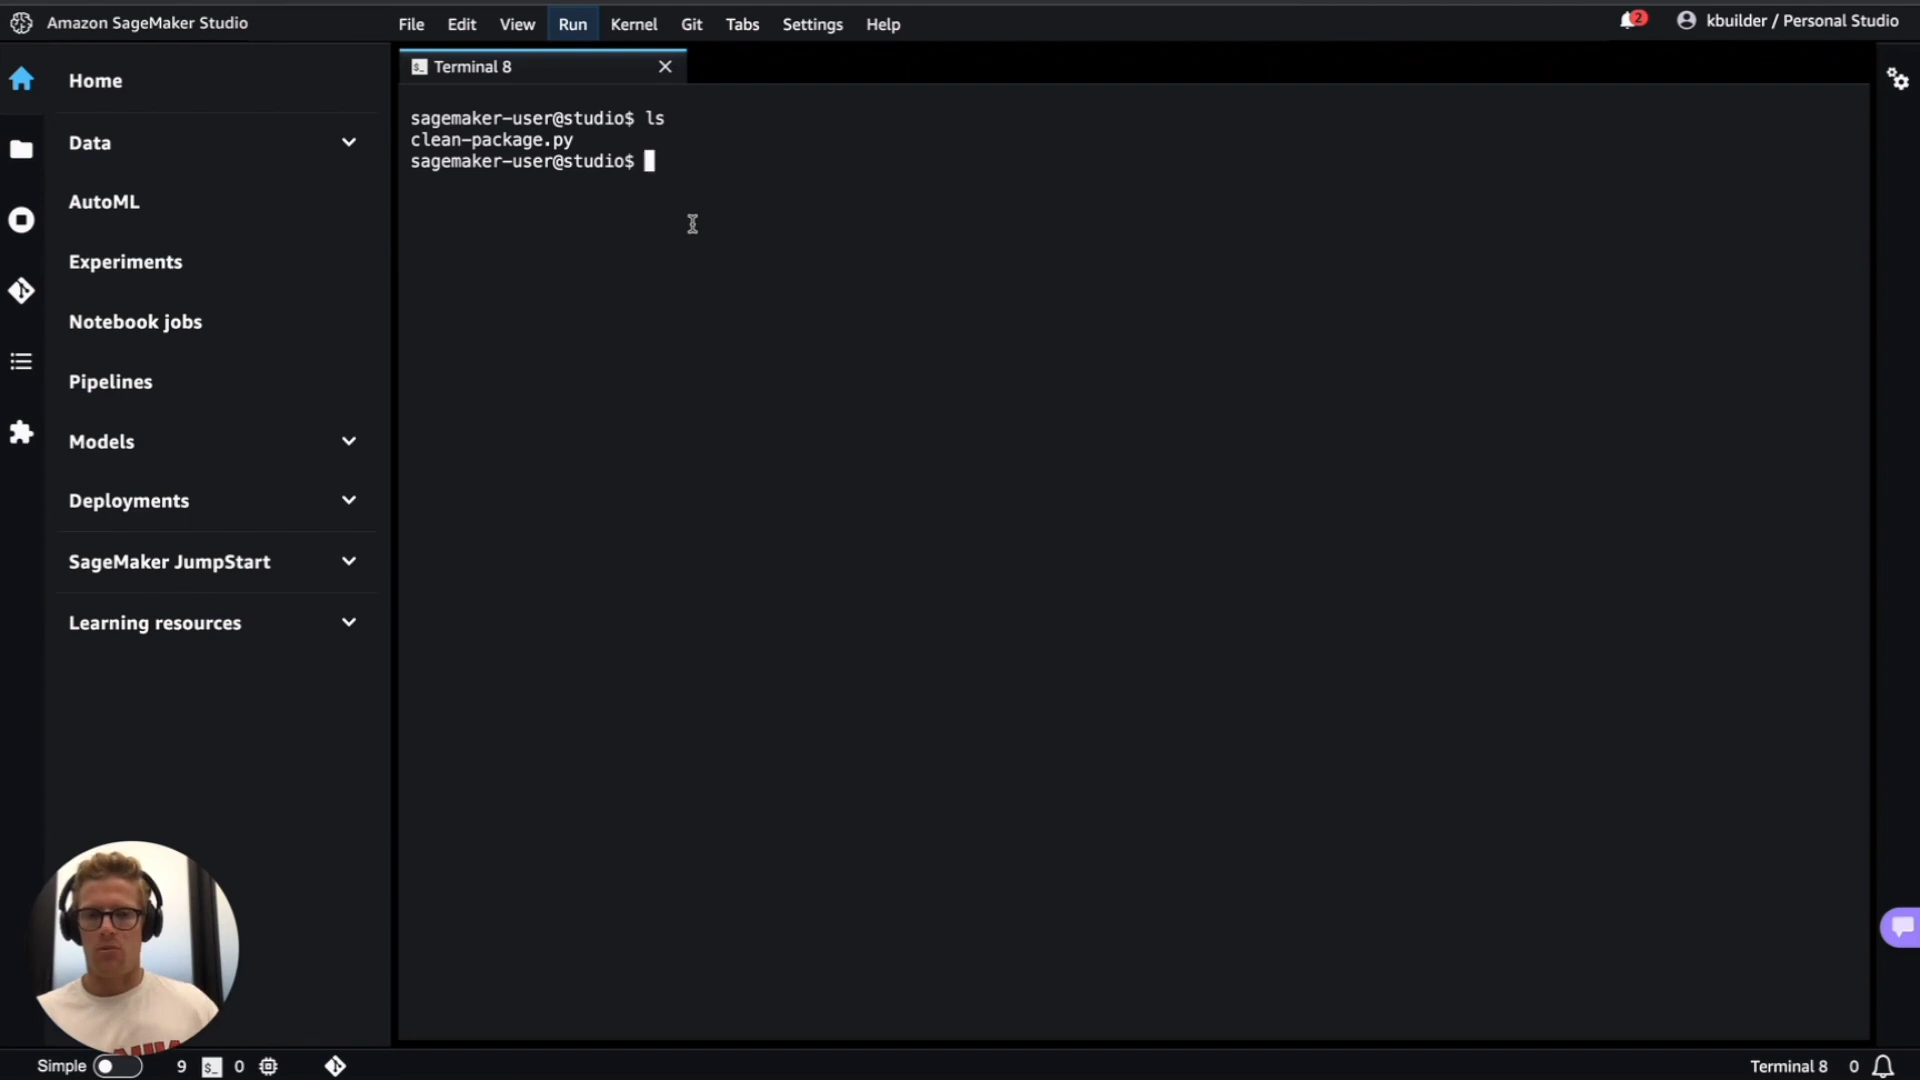 Amazon SageMaker Studio
File Edit View Run Kernel Git Tabs Settings Help
2
kbuilder / Personal Studio
Home
Data
AutoML
Experiments
Notebook jobs
Pipelines
Models
Deployments
SageMaker JumpStart
Learning resources
Terminal 8
sagemaker-user@studio$ ls
clean-package.py
sagemaker-user@studio$
Simple 9 $_ 0
Terminal 8 0